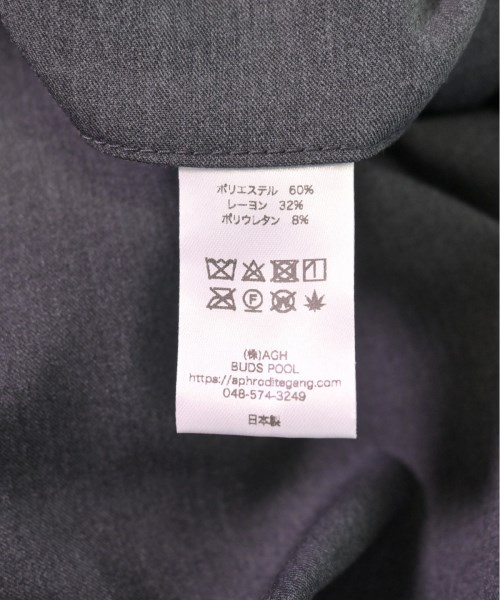 ポリエステル 60%
レーヨン 32%
ポリウレタン 8%
F W
(株)AGH
BUDS POOL
https://aphroditegang.com
048-574-3249
日本製